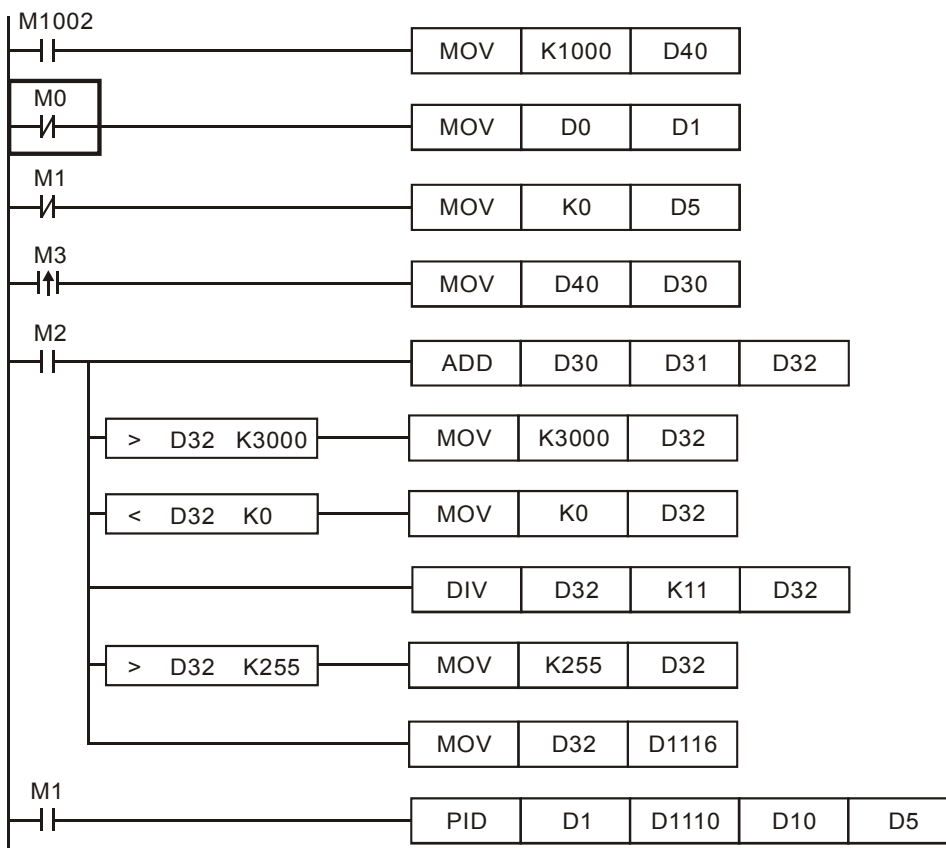 M1002
MOV K1000 D40
M0
MOV D0 D1
M1
MOV K0 D5
M3
MOV D40 D30
M2
ADD D30 D31 D32
> D32 K3000 MOV K3000 D32
< D32 K0 MOV K0 D32
DIV D32 K11 D32
> D32 K255 MOV K255 D32
MOV D32 D1116
M1
PID D1 D1110 D10 D5